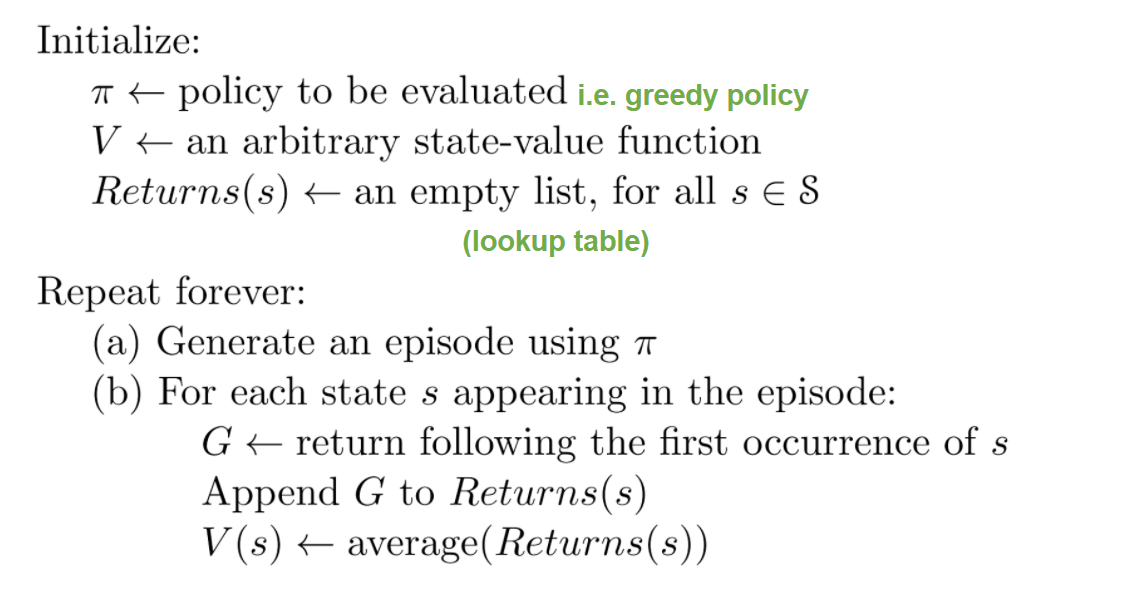 Initialize:
π ← policy to be evaluated i.e. greedy policy
V ← an arbitrary state-value function
Returns(s) ← an empty list, for all s ∈ 𝒮
(lookup table)
Repeat forever:
(a) Generate an episode using π
(b) For each state s appearing in the episode:
G ← return following the first occurrence of s
Append G to Returns(s)
V(s) ← average(Returns(s))